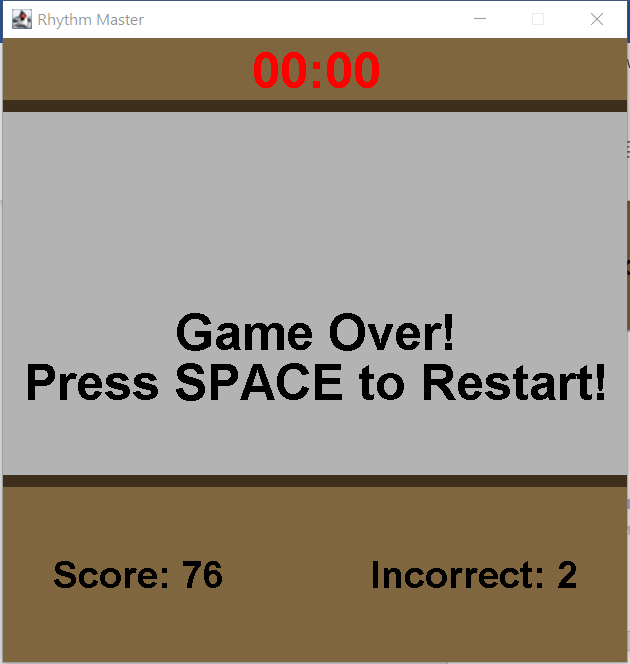 Rhythm Master
00:00
Game Over!
Press SPACE to Restart!
Score: 76
Incorrect: 2